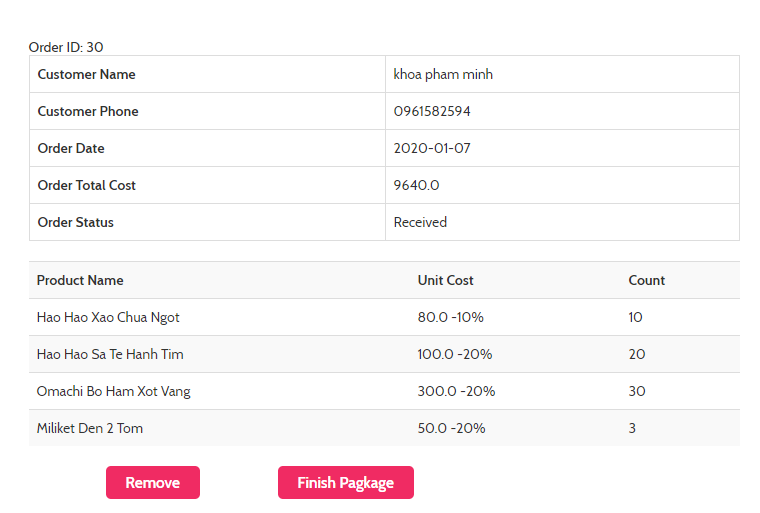 Order ID: 30
Customer Name khoa pham minh
Customer Phone 0961582594
Order Date 2020-01-07
Order Total Cost 9640.0
Order Status Received
Product Name Unit Cost Count
Hao Hao Xao Chua Ngot 80.0 -10% 10
Hao Hao Sa Te Hanh Tim 100.0 -20% 20
Omachi Bo Ham Xot Vang 300.0 -20% 30
Miliket Den 2 Tom 50.0 -20% 3
Remove Finish Pagkage